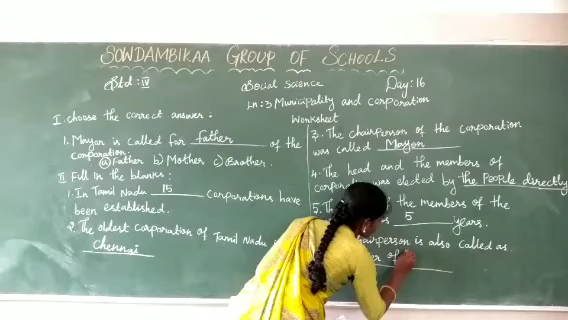 SOWDAMBIKAA GROUP OF SCHOOLS
Std : IV
Social Science
Day: 16
Ln : 3 Municipality and corporation
Worksheet
I. choose the correct answer :
1. Mayor is called for father of the
corporation.
a) Father b) Mother c) Brother.
II Fill in the blanks :
1. In Tamil Nadu 15 corporations have
been established.
2. The oldest corporation of Tamil Nadu
chennai
3. The chairperson of the corporation
was called Mayor
4. The head and the members of
corporation was elected by the People directly
5. The the members of the
5 years.
chairperson is also called as
of